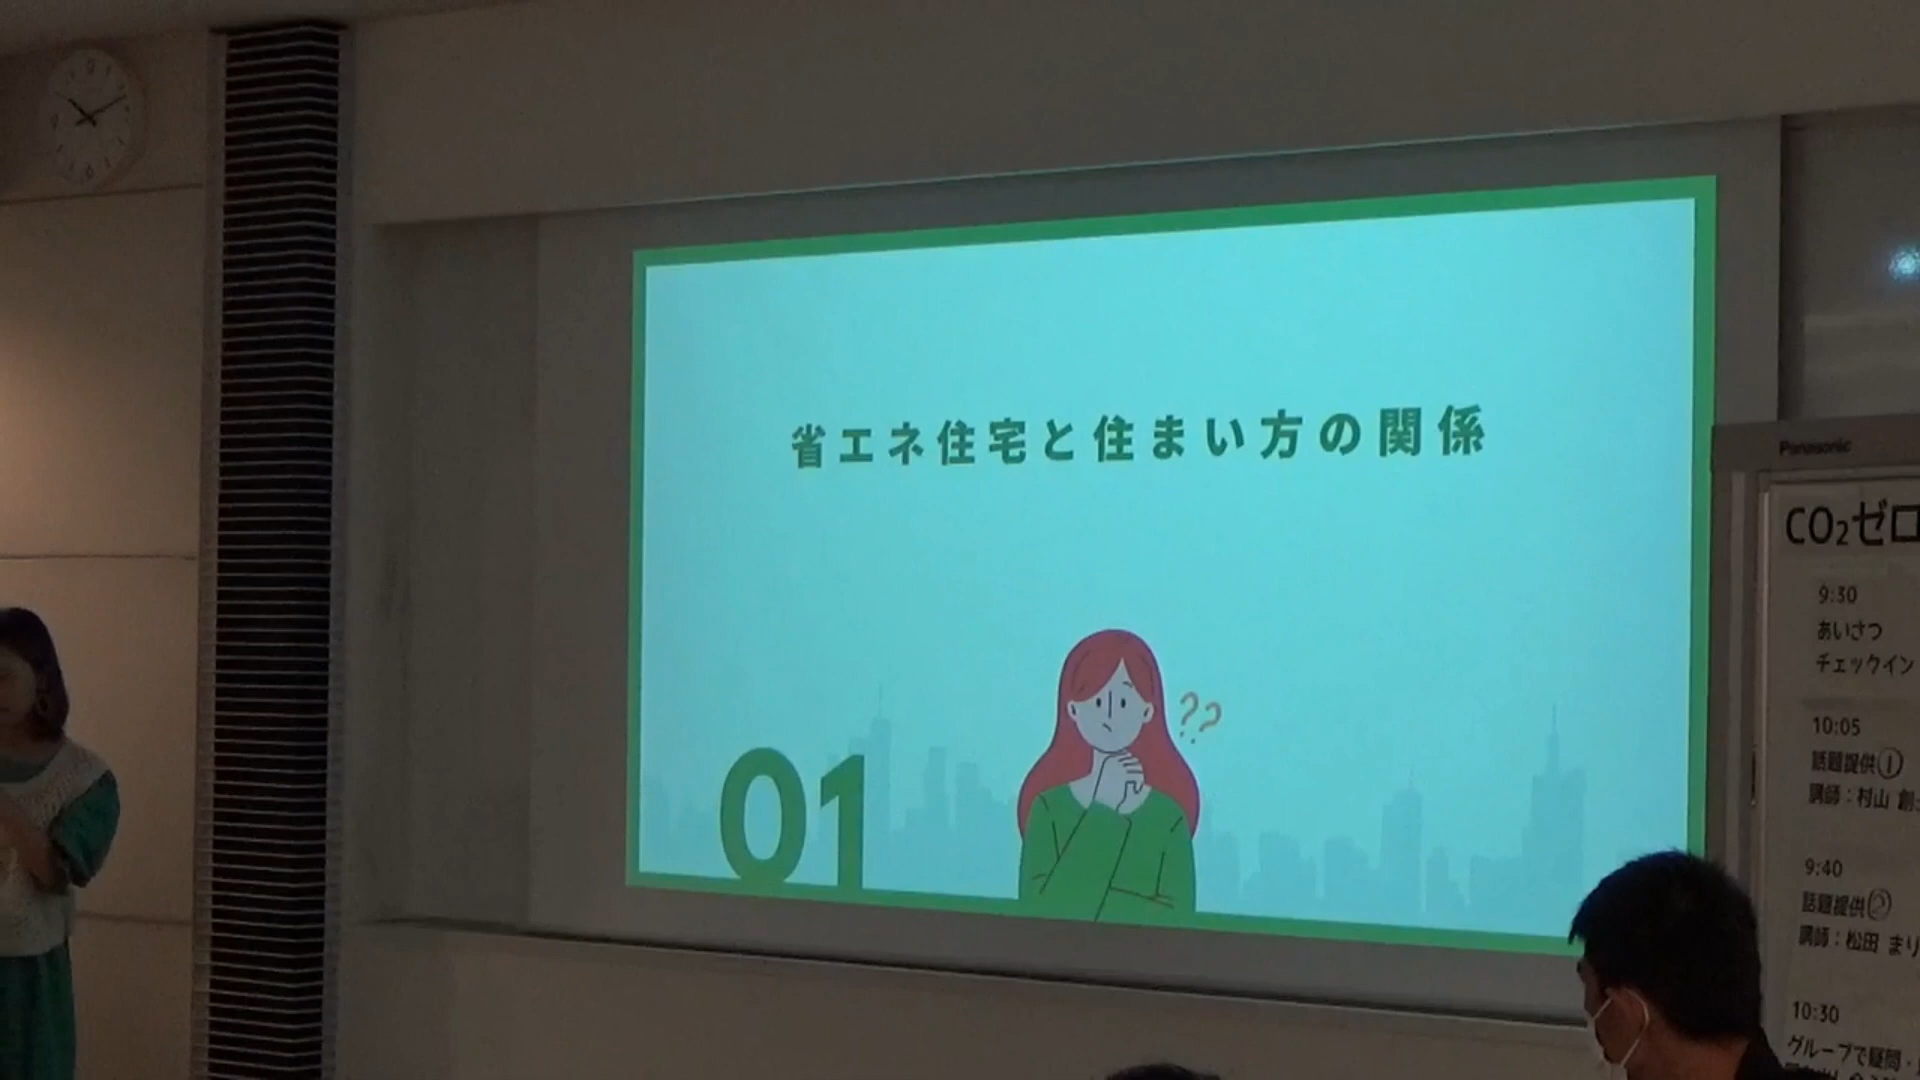 省エネ住宅と住まい方の関係
??
01
Panasonic
CO₂ゼロ
9:30
あいさつ
チェックイン
10:05
話題提供①
講師：村山 創
9:40
話題提供②
講師：松田 まり
10:30
グループで疑問・